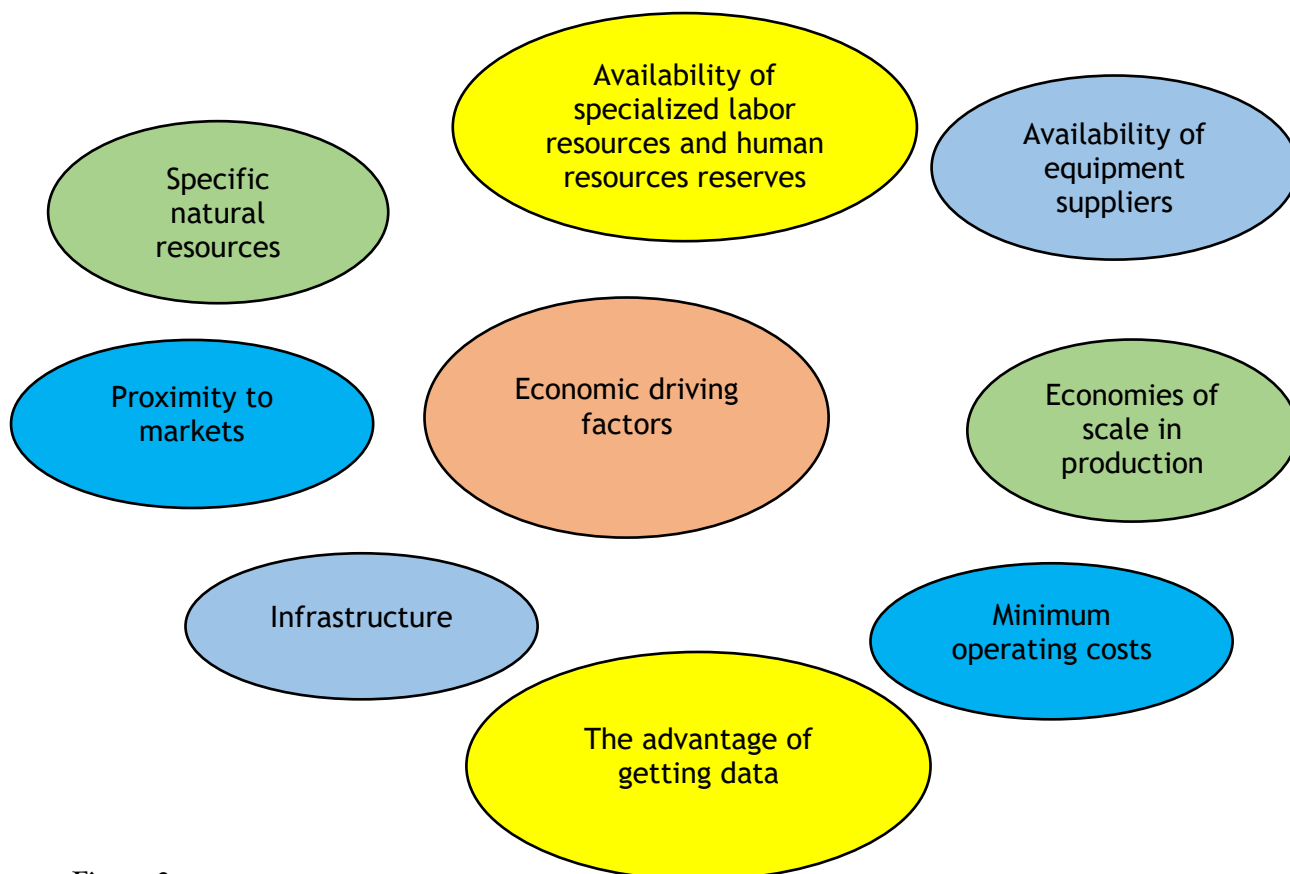 Availability of
specialized labor
resources and human
resources reserves
Availability of
equipment
suppliers
Specific
natural
resources
Proximity to
markets
Economic driving
factors
Economies of
scale in
production
Infrastructure
Minimum
operating costs
The advantage of
getting data